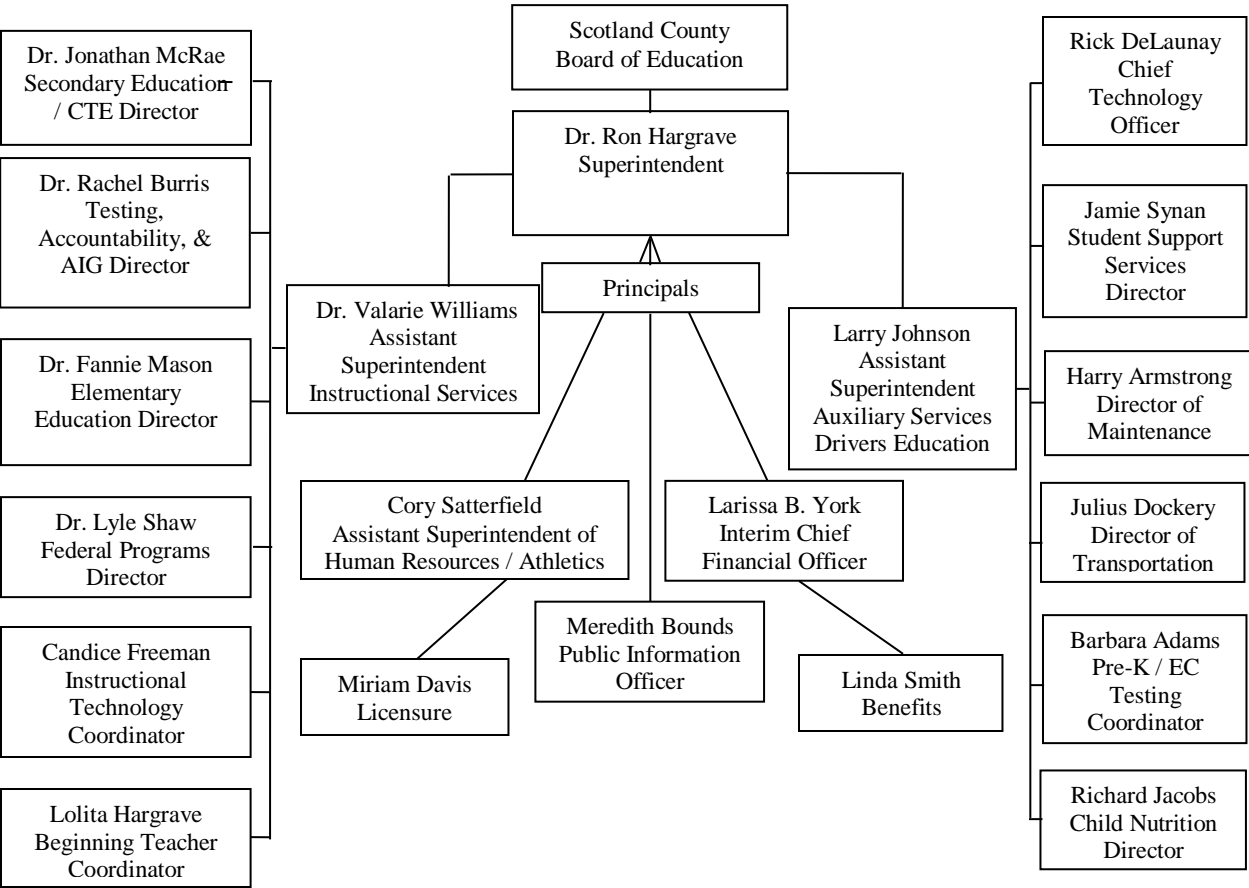 Scotland County
Board of Education
Dr. Ron Hargrave
Superintendent
Principals
Dr. Jonathan McRae
Secondary Education
/ CTE Director
Dr. Rachel Burris
Testing,
Accountability, &
AIG Director
Dr. Fannie Mason
Elementary
Education Director
Dr. Lyle Shaw
Federal Programs
Director
Candice Freeman
Instructional
Technology
Coordinator
Lolita Hargrave
Beginning Teacher
Coordinator
Dr. Valarie Williams
Assistant
Superintendent
Instructional Services
Cory Satterfield
Assistant Superintendent of
Human Resources / Athletics
Miriam Davis
Licensure
Meredith Bounds
Public Information
Officer
Larissa B. York
Interim Chief
Financial Officer
Linda Smith
Benefits
Larry Johnson
Assistant
Superintendent
Auxiliary Services
Drivers Education
Rick DeLaunay
Chief
Technology
Officer
Jamie Synan
Student Support
Services
Director
Harry Armstrong
Director of
Maintenance
Julius Dockery
Director of
Transportation
Barbara Adams
Pre-K / EC
Testing
Coordinator
Richard Jacobs
Child Nutrition
Director